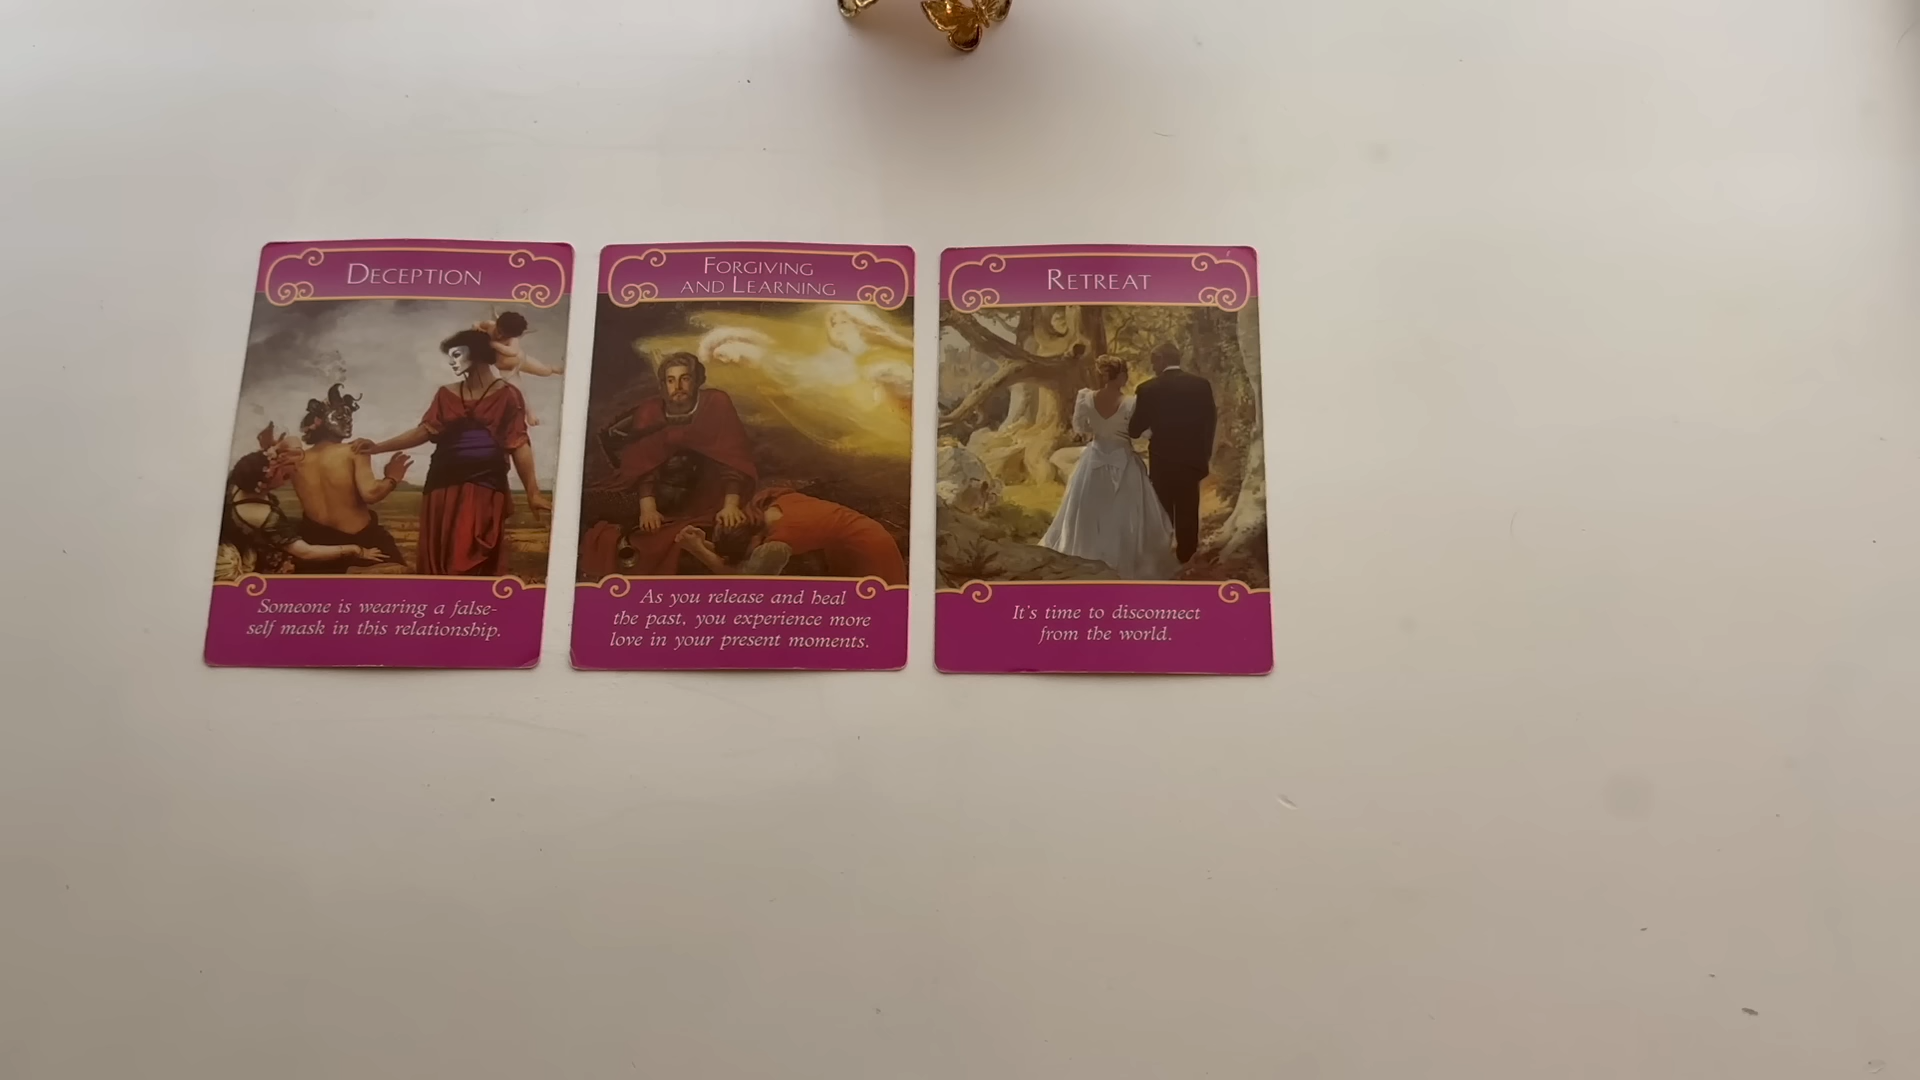 DECEPTION
Someone is wearing a false-
self mask in this relationship.
FORGIVING
AND LEARNING
As you release and heal
the past, you experience more
love in your present moments.
RETREAT
It's time to disconnect
from the world.